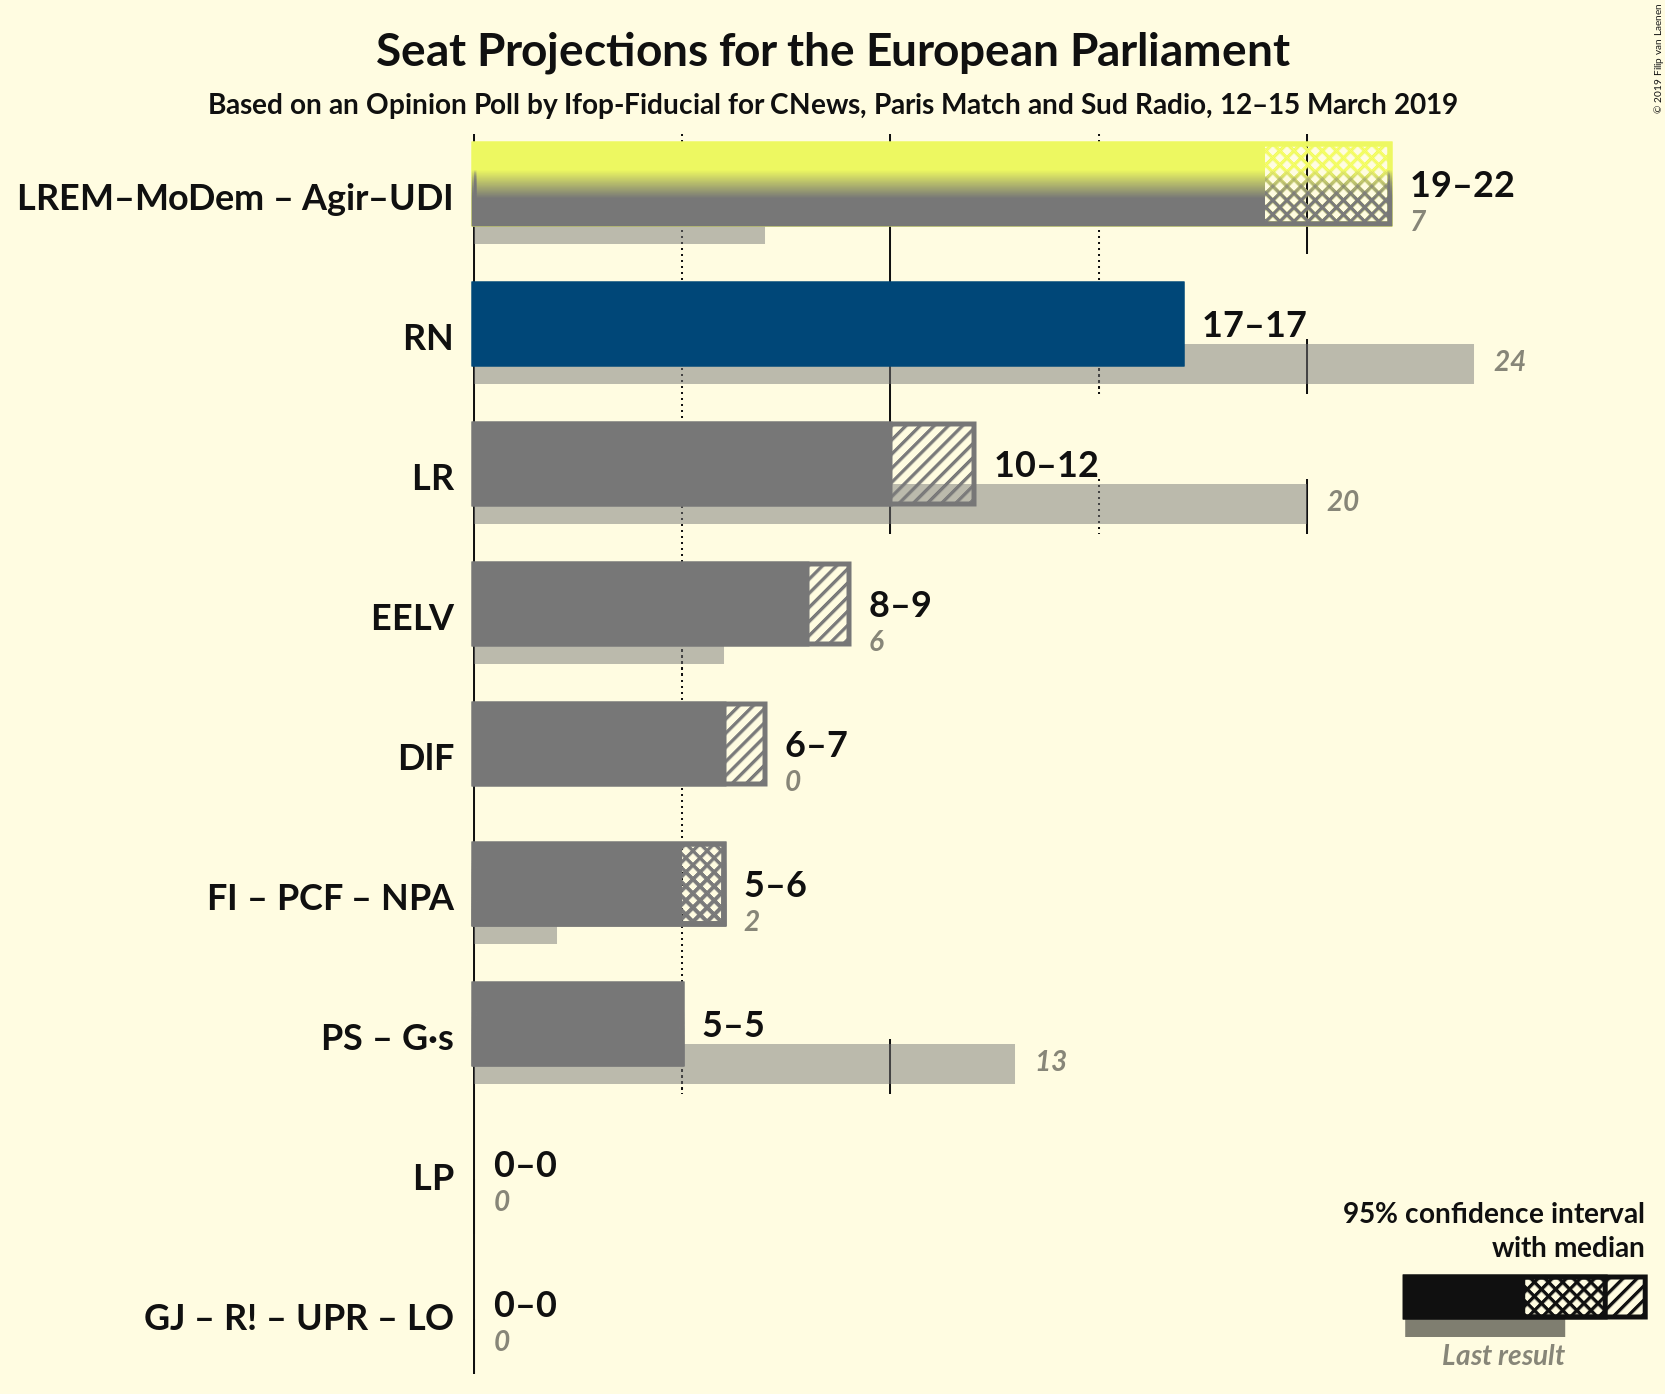 Seat Projections for the European Parliament
Based on an Opinion Poll by Ifop-Fiducial for CNews, Paris Match and Sud Radio, 12–15 March 2019
© 2019 Filip van Laenen
LREM–MoDem – Agir–UDI
19–22
7
RN
17–17
24
LR
10–12
20
EELV
8–9
6
DlF
6–7
0
FI – PCF – NPA
5–6
2
PS – G·s
5–5
13
LP
0–0
0
GJ – R! – UPR – LO
0–0
0
95% confidence interval
with median
Last result